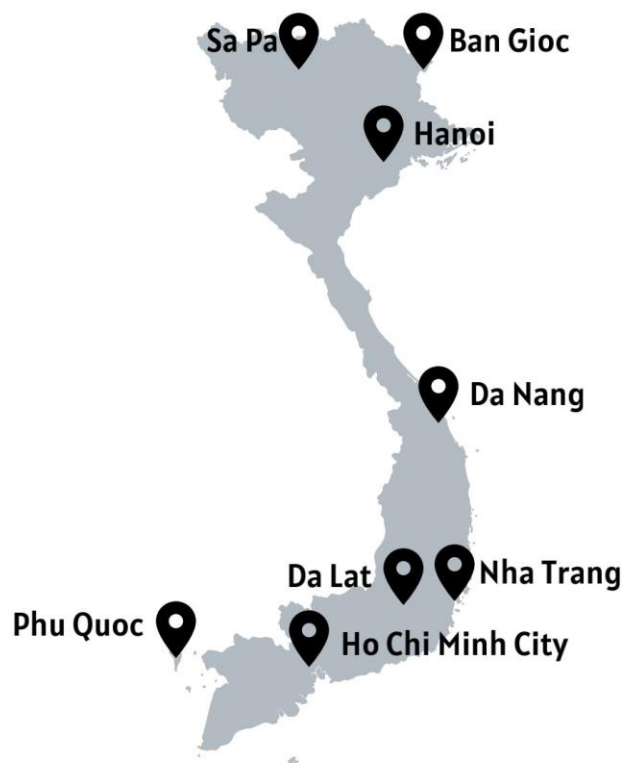 Sa Pa
Ban Gioc
Hanoi
Da Nang
Da Lat
Nha Trang
Phu Quoc
Ho Chi Minh City